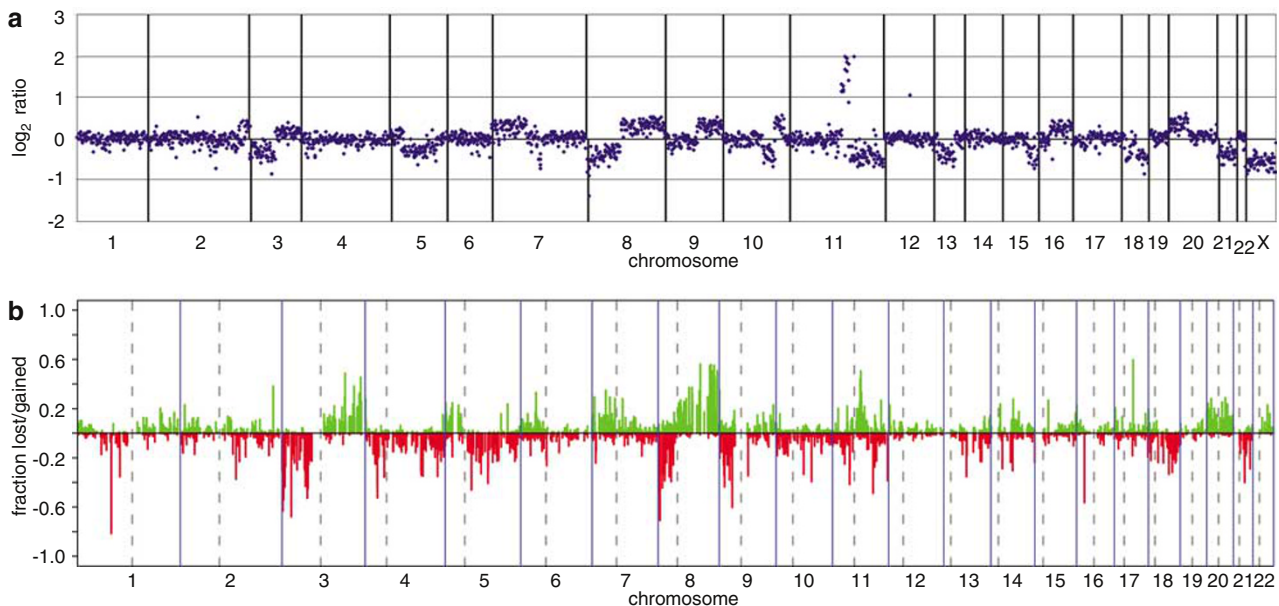 a
log2 ratio
3
2
1
0
-1
-2
1 2 3 4 5 6 7 8 9 10 11 12 13 14 15 16 17 18 19 20 21 22 X
chromosome
b
fraction lost/gained
1.0
0.6
0.2
-0.2
-0.6
-1.0
1 2 3 4 5 6 7 8 9 10 11 12 13 14 15 16 17 18 19 20 21 22
chromosome